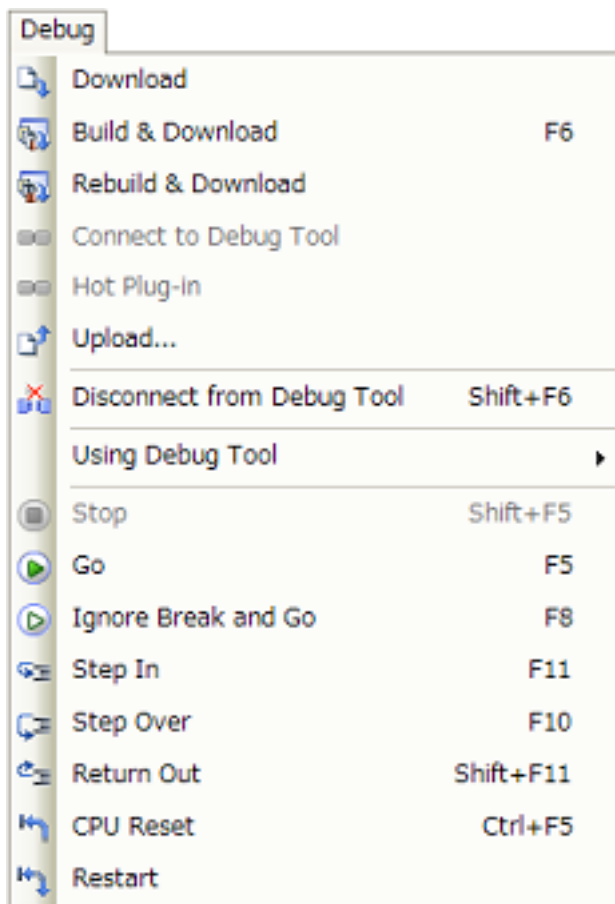 Debug
Download
Build & Download F6
Rebuild & Download
Connect to Debug Tool
Hot Plug-in
Upload...
Disconnect from Debug Tool Shift+F6
Using Debug Tool
Stop Shift+F5
Go F5
Ignore Break and Go F8
Step In F11
Step Over F10
Return Out Shift+F11
CPU Reset Ctrl+F5
Restart